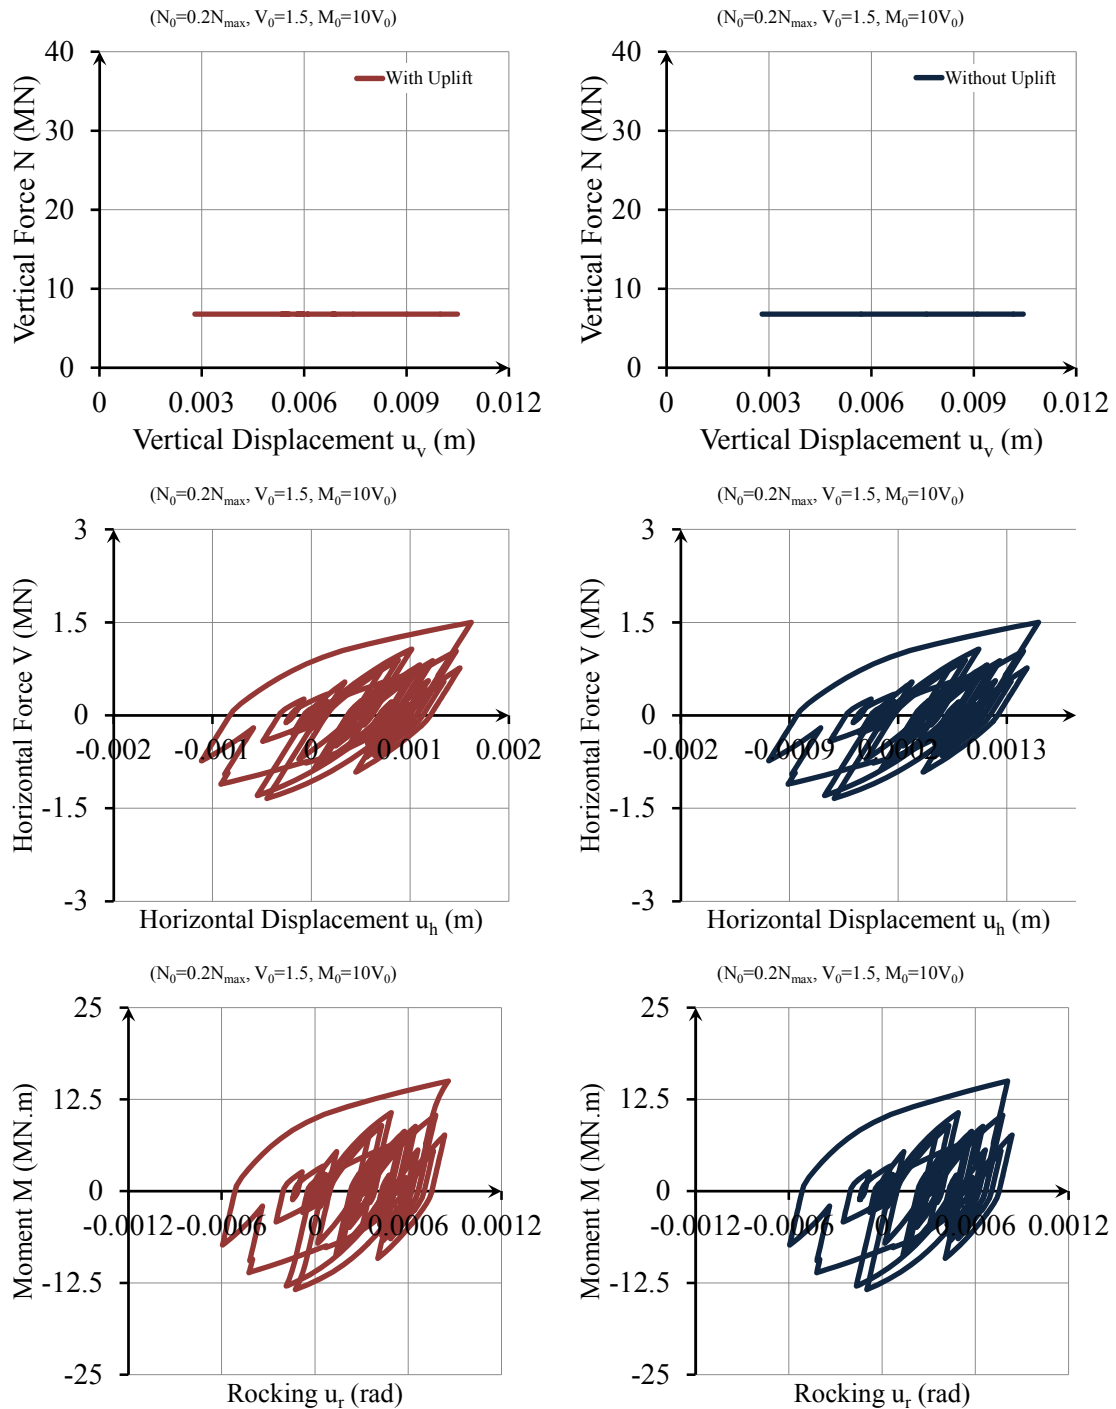 (N₀=0.2Nₘₐₓ, V₀=1.5, M₀=10V₀)
40
30
20
10
0
Vertical Force N (MN)
With Uplift
0 0.003 0.006 0.009 0.012
Vertical Displacement uᵥ (m)
(N₀=0.2Nₘₐₓ, V₀=1.5, M₀=10V₀)
40
30
20
10
0
Vertical Force N (MN)
Without Uplift
0 0.003 0.006 0.009 0.012
Vertical Displacement uᵥ (m)
(N₀=0.2Nₘₐₓ, V₀=1.5, M₀=10V₀)
3
1.5
0
-1.5
-3
Horizontal Force V (MN)
-0.002 -0.001 0 0.001 0.002
Horizontal Displacement uₕ (m)
(N₀=0.2Nₘₐₓ, V₀=1.5, M₀=10V₀)
3
1.5
0
-1.5
-3
Horizontal Force V (MN)
-0.002 -0.0009 0.0002 0.0013
Horizontal Displacement uₕ (m)
(N₀=0.2Nₘₐₓ, V₀=1.5, M₀=10V₀)
25
12.5
0
-12.5
-25
Moment M (MN.m)
-0.0012 -0.0006 0 0.0006 0.0012
Rocking uᵣ (rad)
(N₀=0.2Nₘₐₓ, V₀=1.5, M₀=10V₀)
25
12.5
0
-12.5
-25
Moment M (MN.m)
-0.0012 -0.0006 0 0.0006 0.0012
Rocking uᵣ (rad)